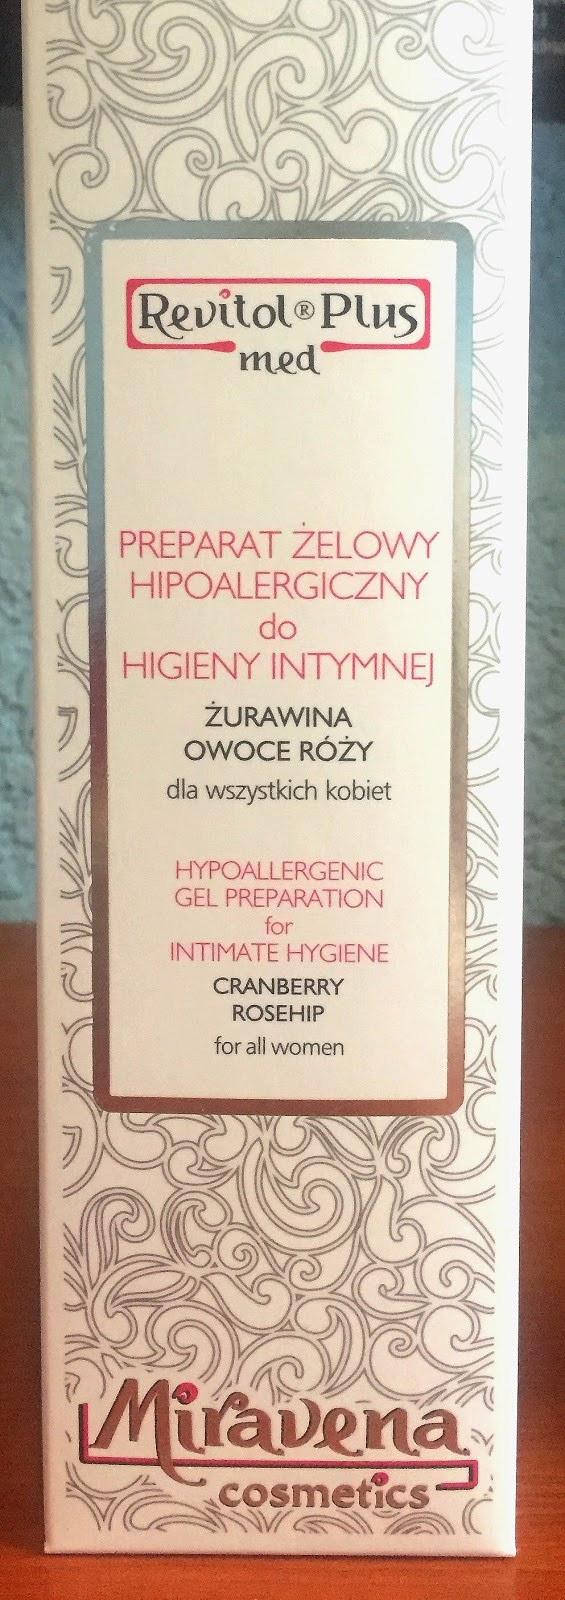 Revitol® Plus
med
PREPARAT ŻELOWY
HIPOALERGICZNY
do
HIGIENY INTYMNEJ
ŻURAWINA
OWOCE RÓŻY
dla wszystkich kobiet
HYPOALLERGENIC
GEL PREPARATION
for
INTIMATE HYGIENE
CRANBERRY
ROSEHIP
for all women
Miravena
cosmetics